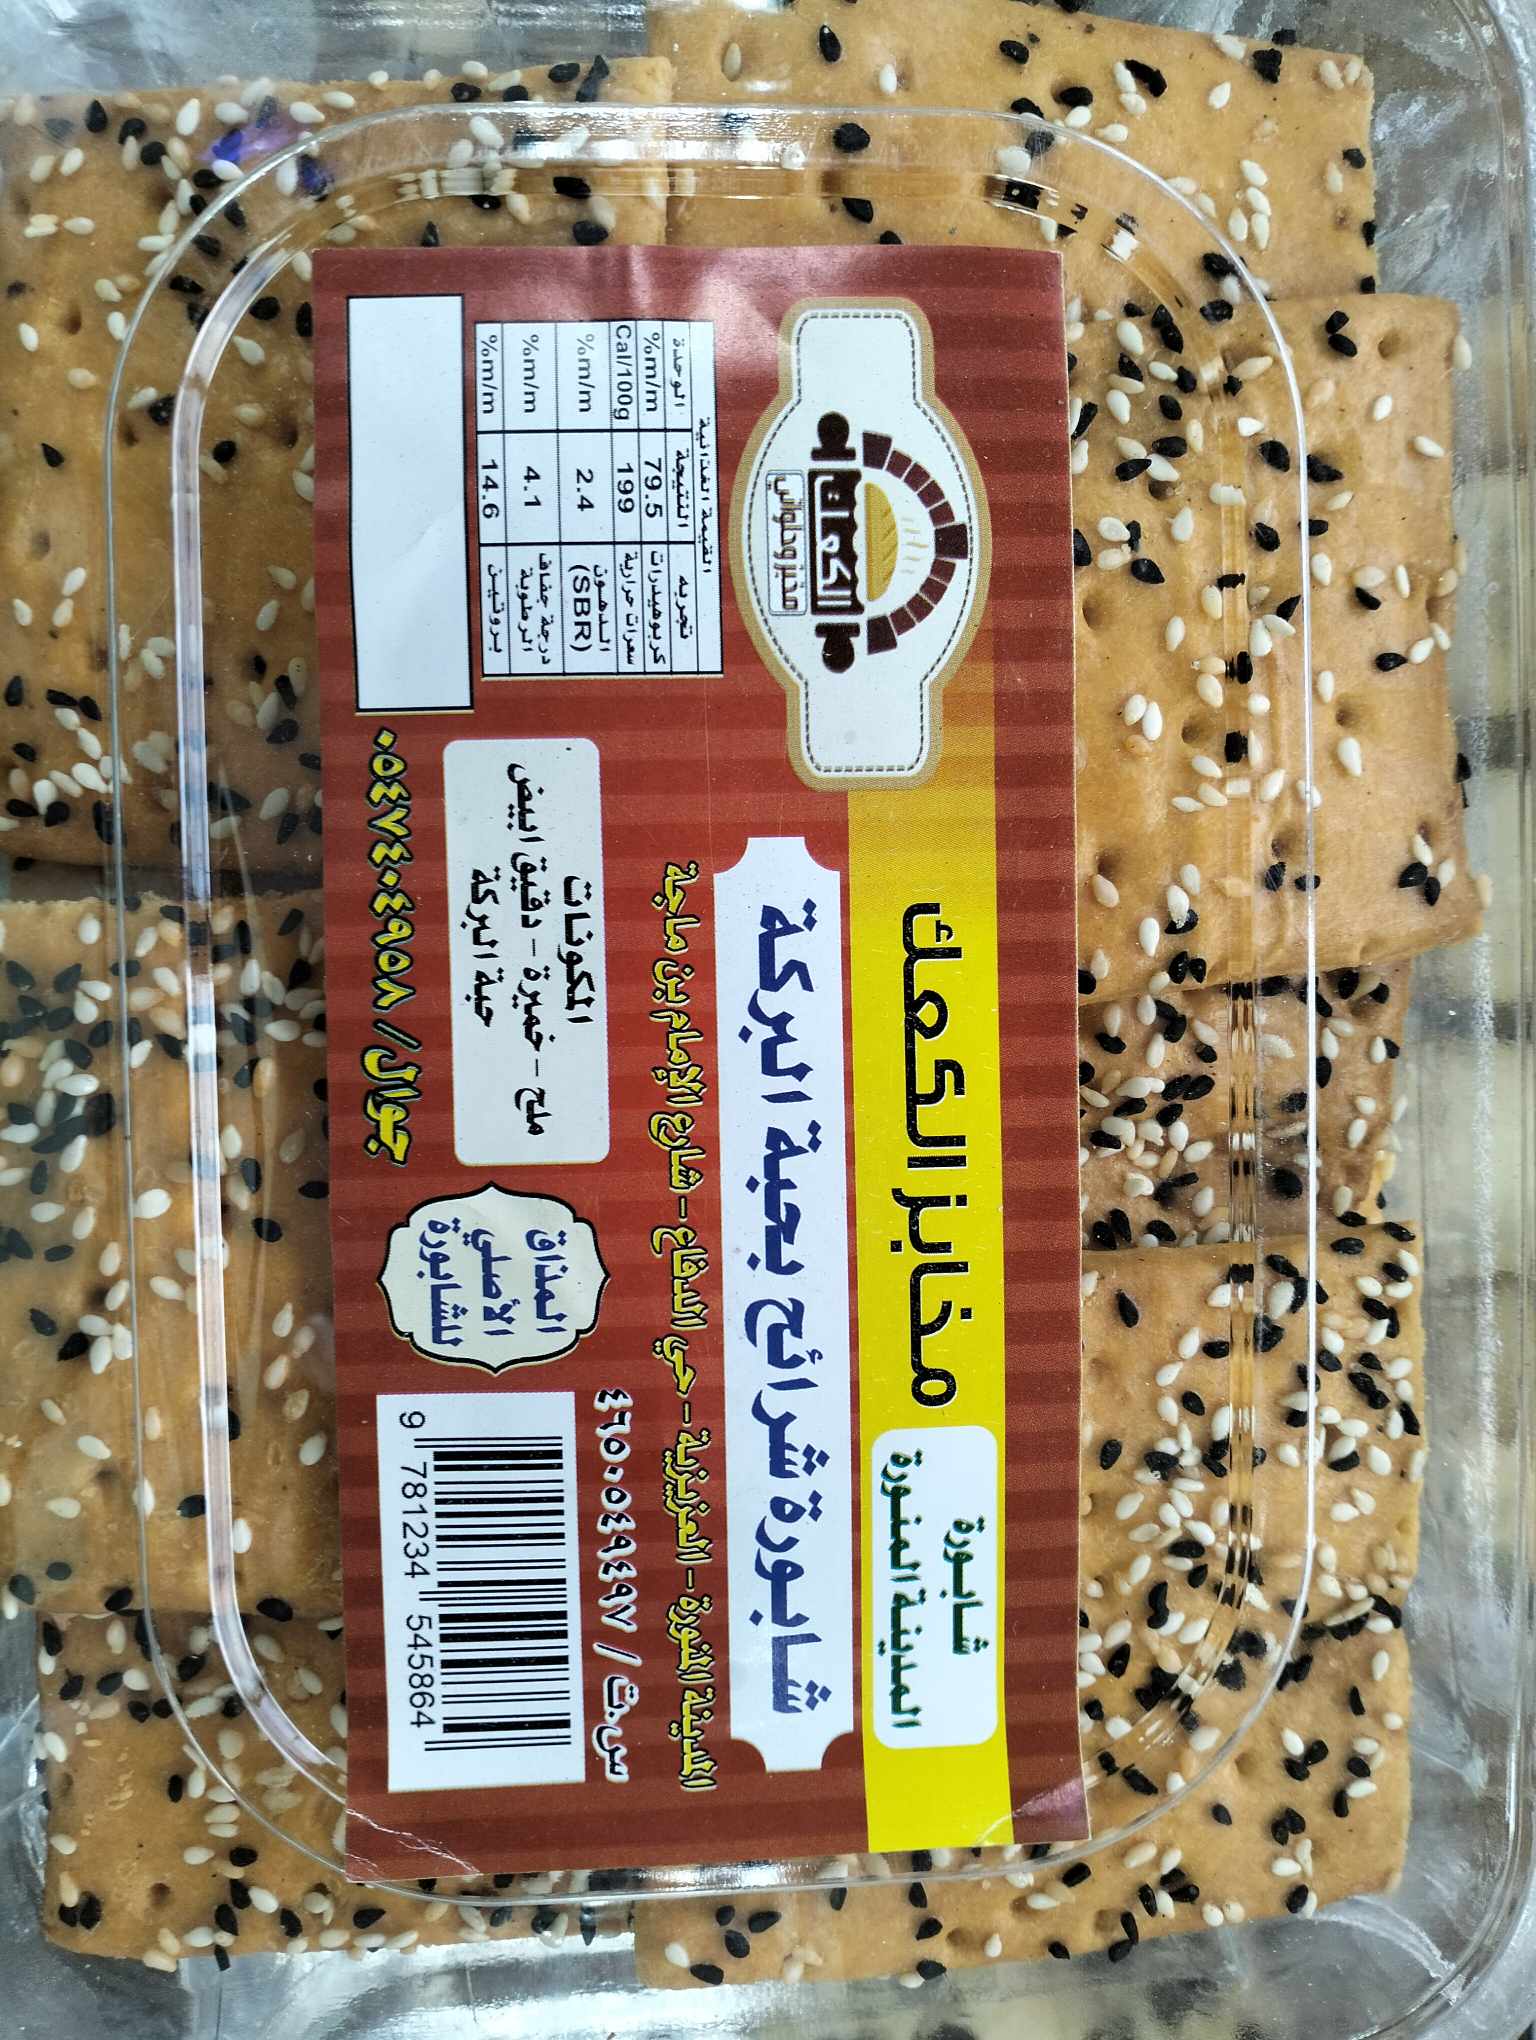 شابورة
المدينة المنورة
مخابز الكعك
الكعك
مخبز وحلواني
شابورة شرائح بحبة البركة
المدينة المنورة - العزيزية - حي الدفاع - شارع الإمام بن ماجة
س.ت / ٤٦٥٠٥٤٩٤٩٧
القيمة الغذائية
تجربه النتيجة الوحدة
كربوهيدرات 79.5 %m/m
سعرات حرارية 199 Cal/100g
الدهون (SBR) 2.4 %m/m
درجة جفاف الرطوبة 4.1 %m/m
بروتين 14.6 %m/m
المكونات
ملح - خميرة - دقيق ابيض
حبة البركة
المذاق
الأصلي
للشابورة
جوال / ٠٥٤٧٤٠٤٩٥٨
9 781234 545864